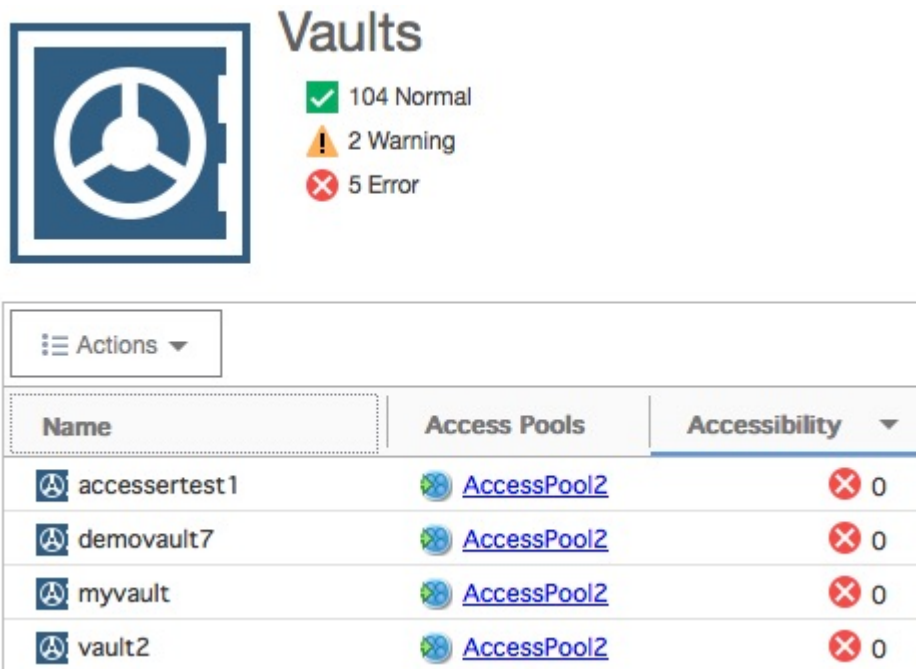 Vaults
104 Normal
2 Warning
5 Error
Actions
Name Access Pools Accessibility
accessertest1 AccessPool2 0
demovault7 AccessPool2 0
myvault AccessPool2 0
vault2 AccessPool2 0